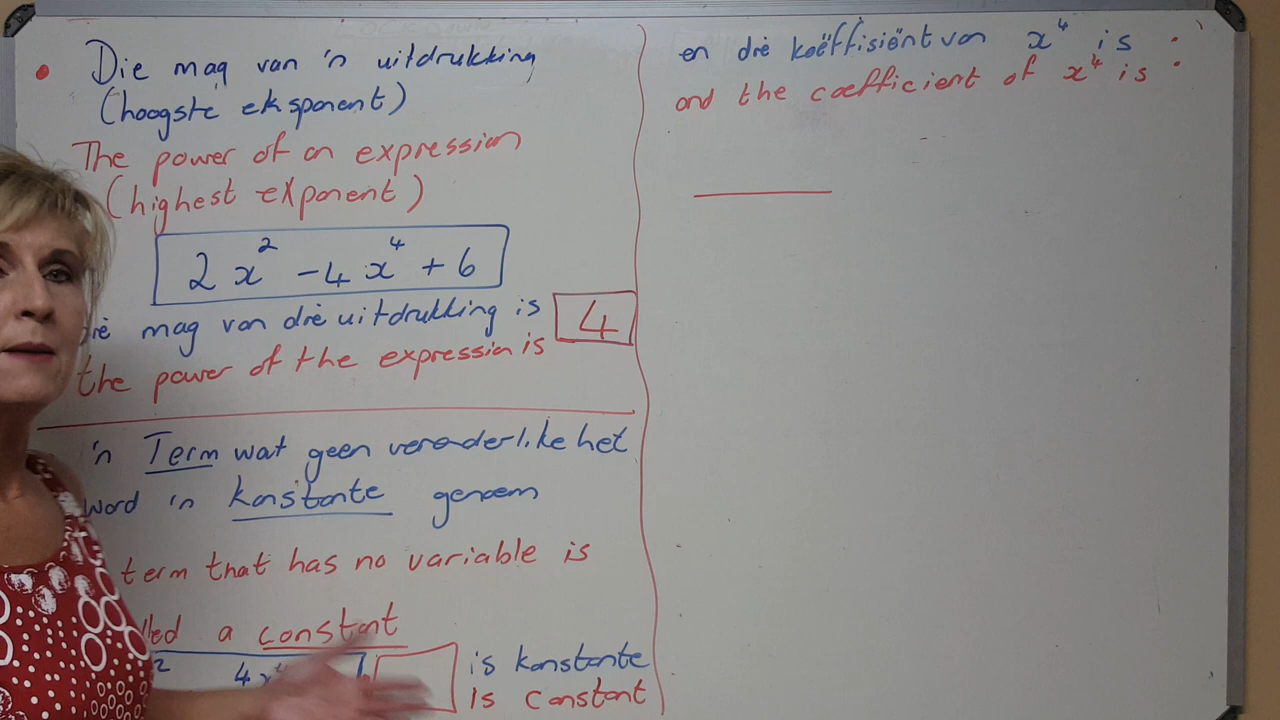 Die mag van 'n uitdrukking
(hoogste eksponent)
The power of an expression
(highest exponent)
2x² - 4x⁴ + 6
die mag van die uitdrukking is
4
the power of the expression is
'n Term wat geen veranderlike het
word 'n konstante genoem
term that has no variable is
lled a constant
is konstante
is constant
en die koëffisiënt van x⁴ is :
and the coefficient of x⁴ is :